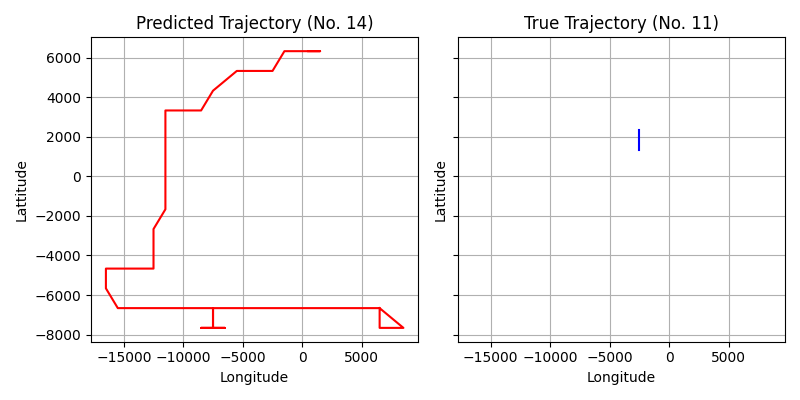 Predicted Trajectory (No. 14)
True Trajectory (No. 11)
6000
4000
2000
0
−2000
−4000
−6000
−8000
Lattitude
Lattitude
−15000 −10000 −5000 0 5000
−15000 −10000 −5000 0 5000
Longitude
Longitude